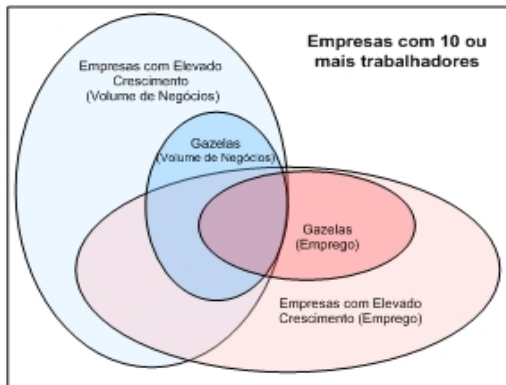 Empresas com 10 ou
mais trabalhadores
Empresas com Elevado
Crescimento
(Volume de Negócios)
Gazelas
(Volume de Negócios)
Gazelas
(Emprego)
Empresas com Elevado
Crescimento (Emprego)